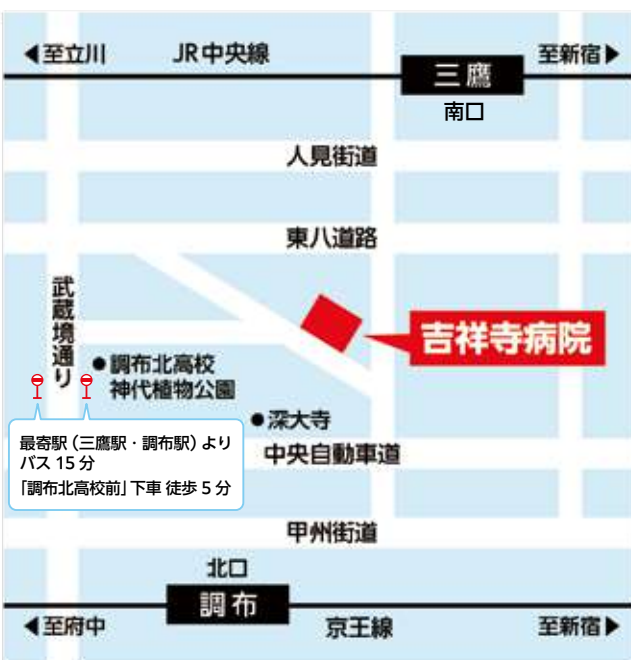 ◀至立川
JR中央線
至新宿▶
三鷹
南口
人見街道
東八道路
武蔵境通り
吉祥寺病院
●調布北高校
神代植物公園
●深大寺
最寄駅（三鷹駅・調布駅）より
バス 15 分
「調布北高校前」下車 徒歩 5 分
中央自動車道
甲州街道
北口
調布
◀至府中
京王線
至新宿▶